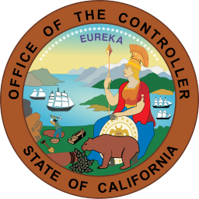 OFFICE OF THE CONTROLLER
EUREKA
STATE OF CALIFORNIA